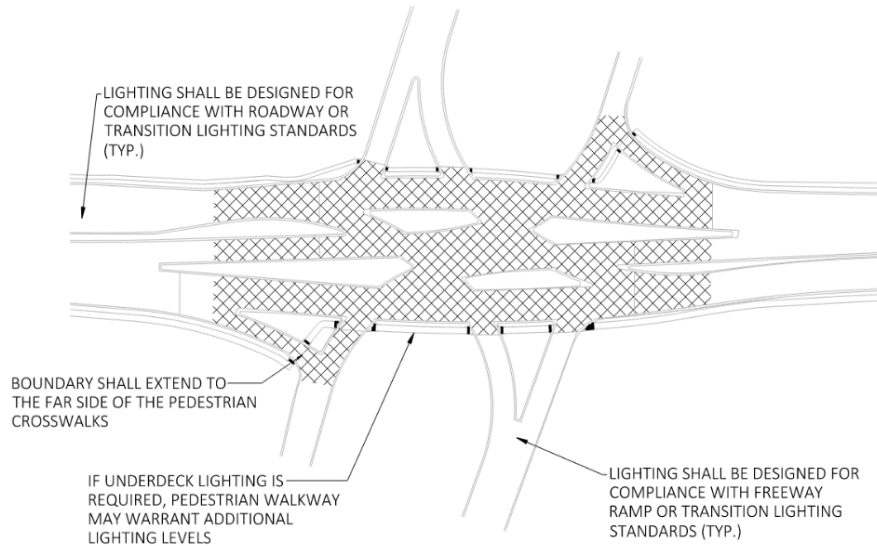 LIGHTING SHALL BE DESIGNED FOR
COMPLIANCE WITH ROADWAY OR
TRANSITION LIGHTING STANDARDS
(TYP.)
BOUNDARY SHALL EXTEND TO
THE FAR SIDE OF THE PEDESTRIAN
CROSSWALKS
IF UNDERDECK LIGHTING IS
REQUIRED, PEDESTRIAN WALKWAY
MAY WARRANT ADDITIONAL
LIGHTING LEVELS
LIGHTING SHALL BE DESIGNED FOR
COMPLIANCE WITH FREEWAY
RAMP OR TRANSITION LIGHTING
STANDARDS (TYP.)